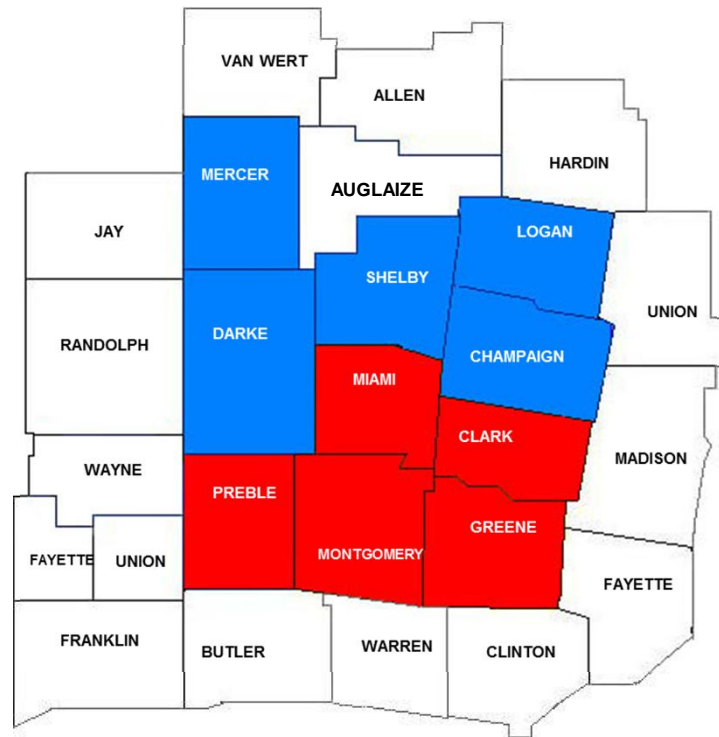 VAN WERT
ALLEN
HARDIN
MERCER
AUGLAIZE
JAY
LOGAN
SHELBY
UNION
DARKE
RANDOLPH
CHAMPAIGN
MIAMI
CLARK
MADISON
WAYNE
PREBLE
GREENE
MONTGOMERY
FAYETTE
UNION
FAYETTE
FRANKLIN
BUTLER
WARREN
CLINTON